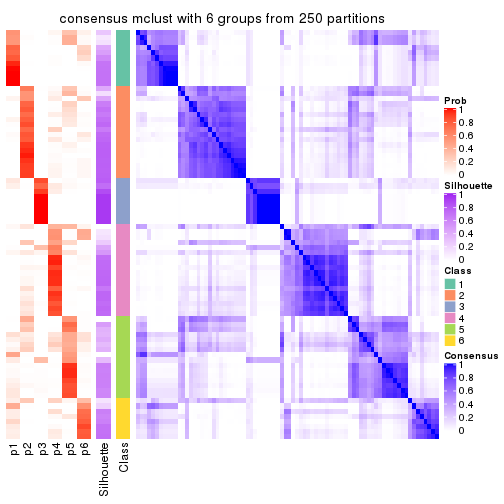 consensus mclust with 6 groups from 250 partitions
Prob
1
0.8
0.6
0.4
0.2
0
Silhouette
1
0.8
0.6
0.4
0.2
0
Class
1
2
3
4
5
6
Consensus
1
0.8
0.6
0.4
0.2
0
p1
p2
p3
p4
p5
p6
Silhouette
Class